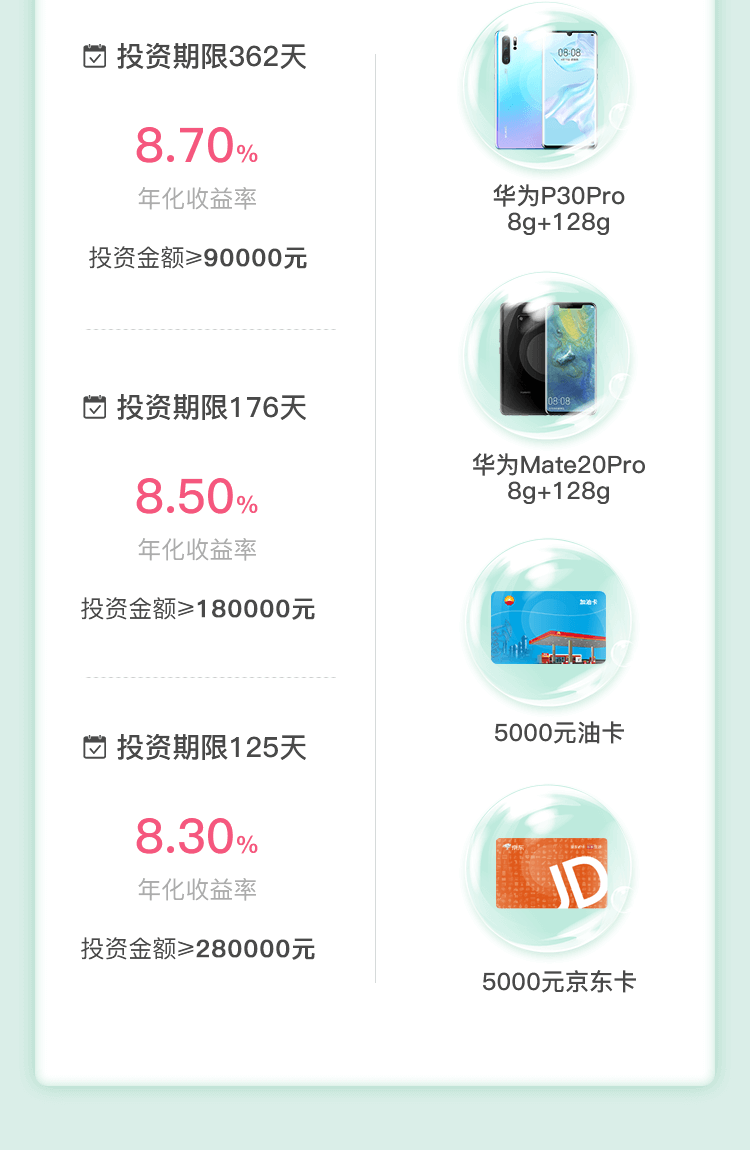 投资期限362天
8.70%
年化收益率
投资金额≥90000元
投资期限176天
8.50%
年化收益率
投资金额≥180000元
投资期限125天
8.30%
年化收益率
投资金额≥280000元
08:08
华为P30Pro
8g+128g
08:08
华为Mate20Pro
8g+128g
加油卡
5000元油卡
京东
JD
5000元京东卡